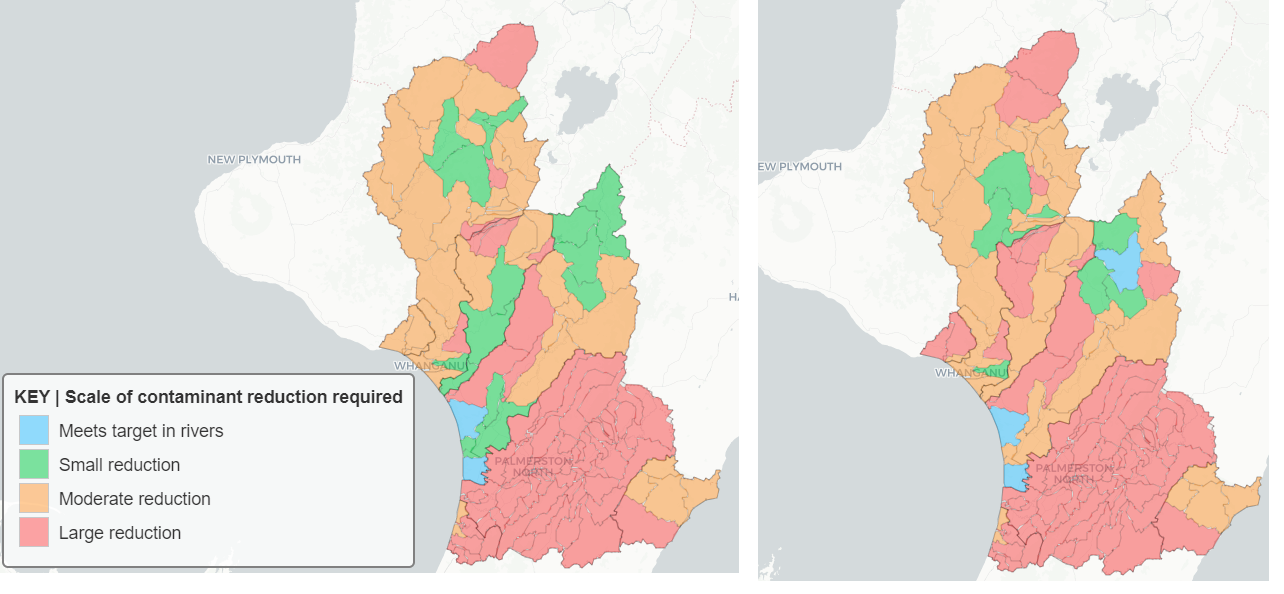 NEW PLYMOUTH
WHANGANUI
PALMERSTON
NORTH
KEY | Scale of contaminant reduction required
Meets target in rivers
Small reduction
Moderate reduction
Large reduction
EW PLYMOUTH
WHANGANUI
PALMERSTON
NORTH